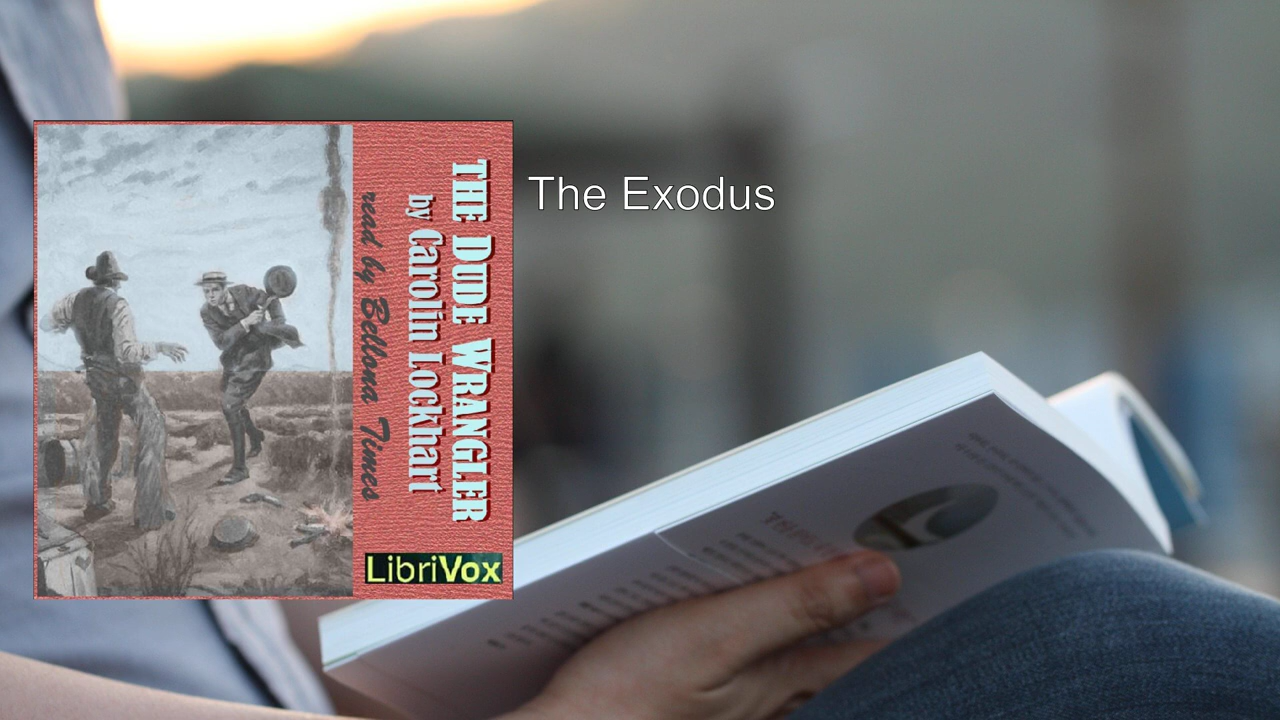 THE DUDE WRANGLER
by Carolin Lockhart
read by Bellona Times
LibriVox
The Exodus